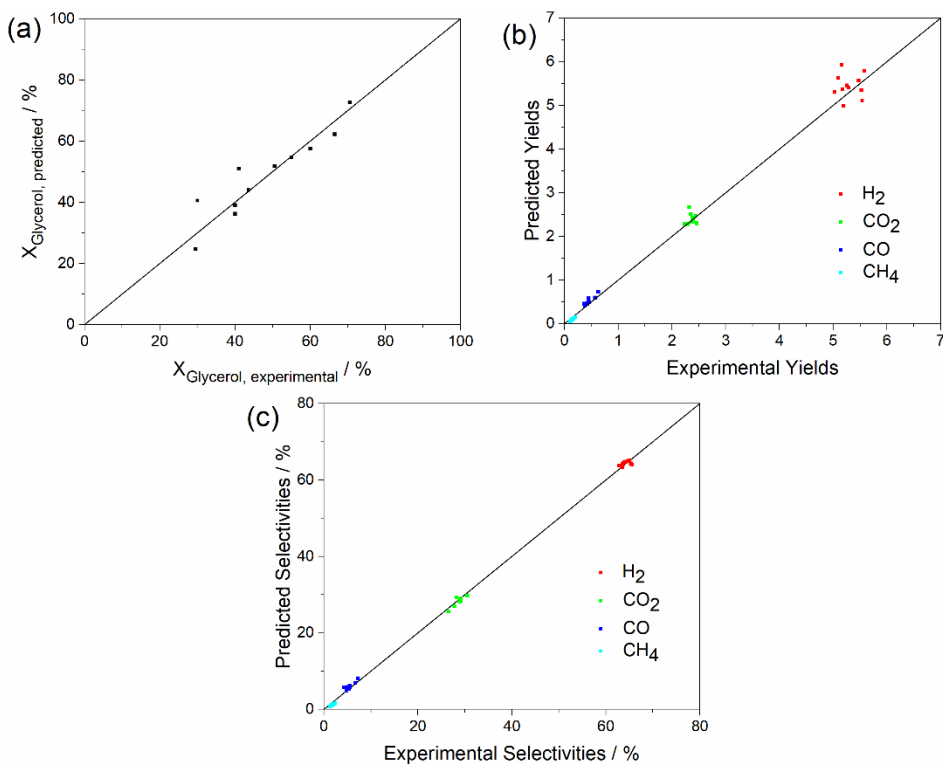 (a)
100
80
60
40
20
0
X_Glycerol, predicted / %
0 20 40 60 80 100
X_Glycerol, experimental / %
(b)
7
6
5
4
3
2
1
0
Predicted Yields
H2
CO2
CO
CH4
0 1 2 3 4 5 6 7
Experimental Yields
(c)
80
60
40
20
0
Predicted Selectivities / %
H2
CO2
CO
CH4
0 20 40 60 80
Experimental Selectivities / %